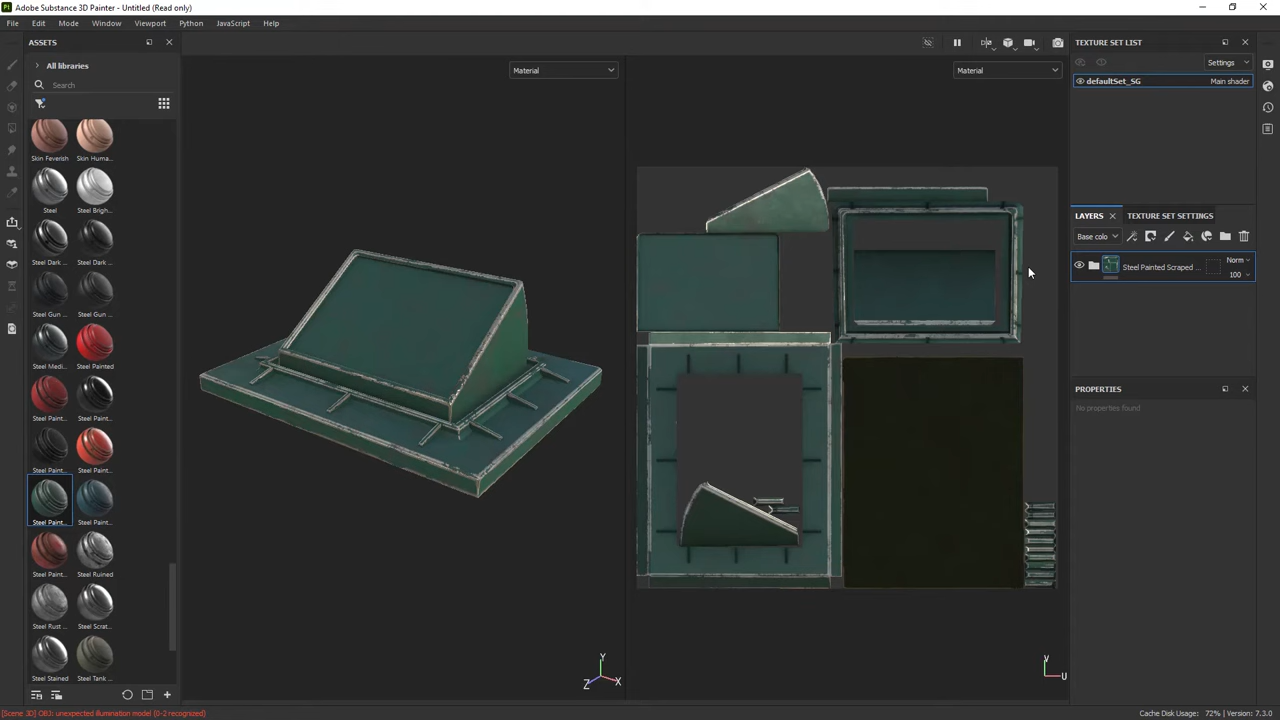 Pt Adobe Substance 3D Painter - Untitled (Read only)
File Edit Mode Window Viewport Python JavaScript Help
ASSETS
All libraries
Search
Skin Feverish Skin Huma...
Steel Steel Brigh...
Steel Dark ... Steel Dark ...
Steel Gun ... Steel Gun ...
Steel Medi... Steel Painted
Steel Paint... Steel Paint...
Steel Paint... Steel Paint...
Steel Paint... Steel Paint...
Steel Paint... Steel Ruined
Steel Rust ... Steel Scrat...
Steel Stained Steel Tank ...
Material
Material
Y
Z X
V
U
TEXTURE SET LIST
Settings
defaultSet_SG Main shader
LAYERS TEXTURE SET SETTINGS
Base colo
Steel Painted Scraped ... Norm
100
PROPERTIES
No properties found
[Scene 3D] OBJ: unexpected illumination model (0-2 recognized)
Cache Disk Usage: 72% | Version: 7.3.0